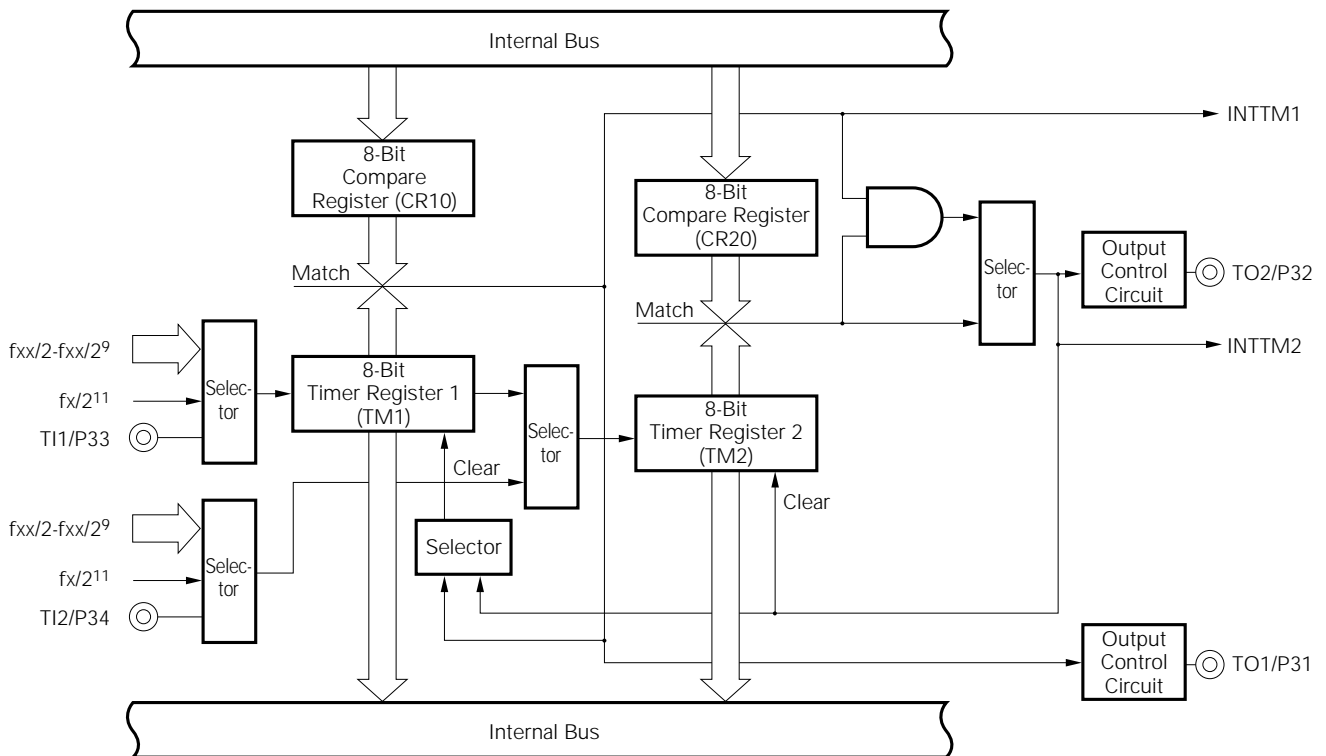 Internal Bus
INTTM1
8-Bit
Compare
Register (CR10)
8-Bit
Compare Register
(CR20)
Selec-
tor
Output
Control
Circuit
TO2/P32
Match
Match
INTTM2
fxx/2-fxx/2⁹
fx/2¹¹
TI1/P33
Selec-
tor
8-Bit
Timer Register 1
(TM1)
Selec-
tor
8-Bit
Timer Register 2
(TM2)
Clear
Clear
fxx/2-fxx/2⁹
fx/2¹¹
TI2/P34
Selec-
tor
Selector
Output
Control
Circuit
TO1/P31
Internal Bus